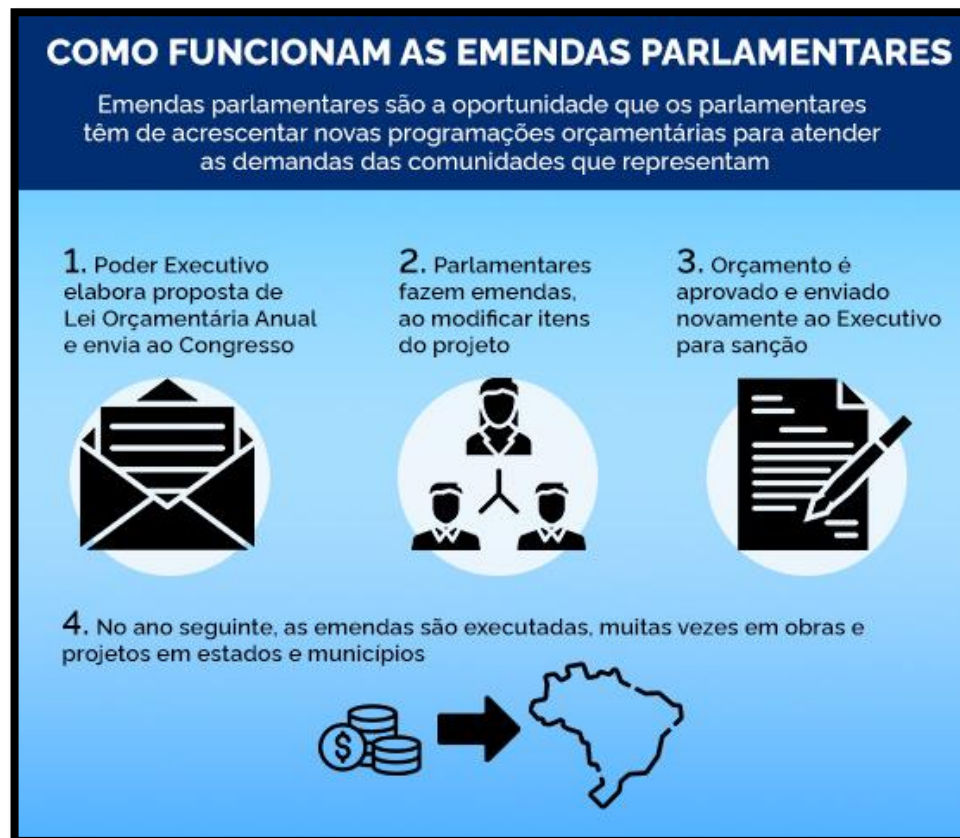 COMO FUNCIONAM AS EMENDAS PARLAMENTARES
Emendas parlamentares são a oportunidade que os parlamentares
têm de acrescentar novas programações orçamentárias para atender
as demandas das comunidades que representam
1. Poder Executivo
elabora proposta de
Lei Orçamentária Anual
e envia ao Congresso
2. Parlamentares
fazem emendas,
ao modificar itens
do projeto
3. Orçamento é
aprovado e enviado
novamente ao Executivo
para sanção
4. No ano seguinte, as emendas são executadas, muitas vezes em obras e
projetos em estados e municípios
$